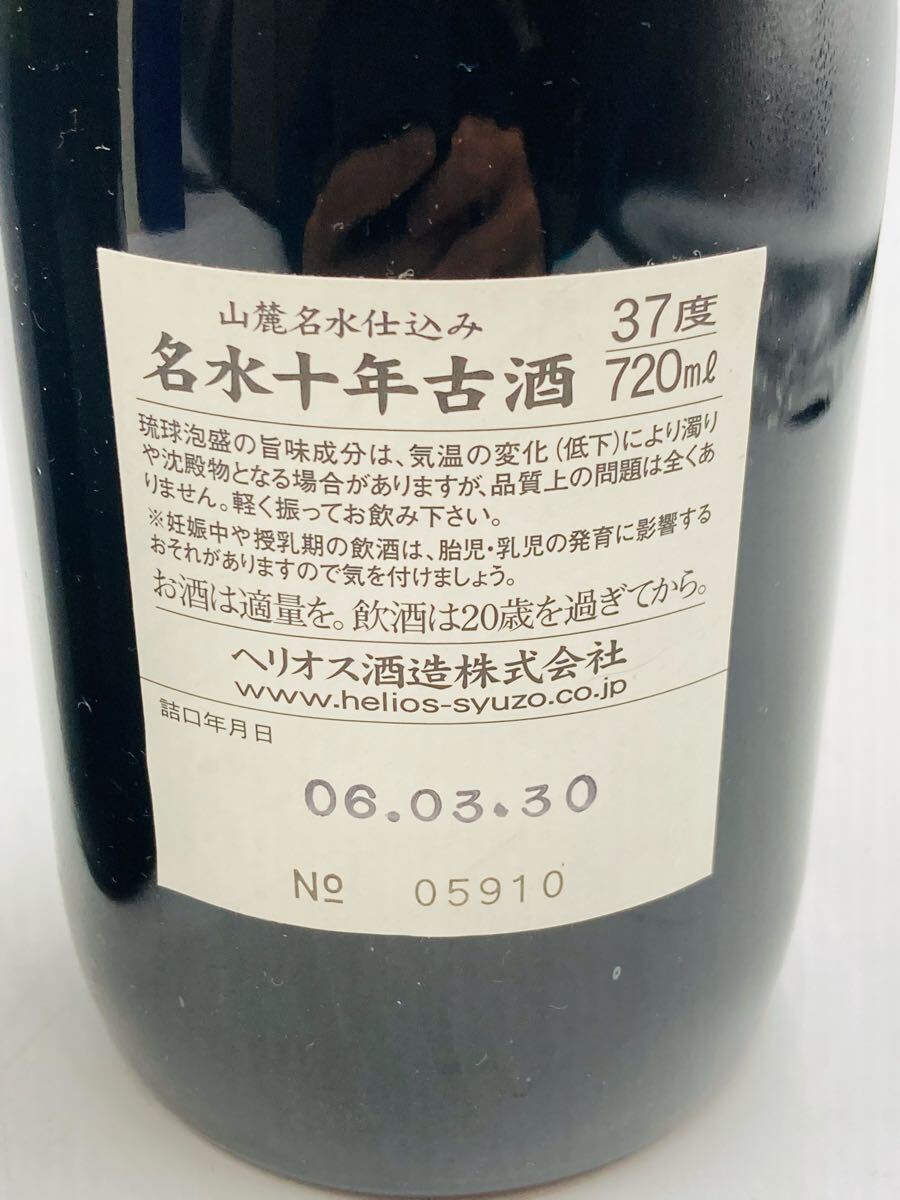 山麓名水仕込み
名水十年古酒
37度
720mℓ
琉球泡盛の旨味成分は、気温の変化(低下)により濁り
や沈殿物となる場合がありますが、品質上の問題は全くあ
りません。軽く振ってお飲み下さい。
※妊娠中や授乳期の飲酒は、胎児・乳児の発育に影響する
おそれがありますので気を付けましょう。
お酒は適量を。飲酒は20歳を過ぎてから。
ヘリオス酒造株式会社
www.helios-syuzo.co.jp
詰口年月日
06.03.30
№ 05910